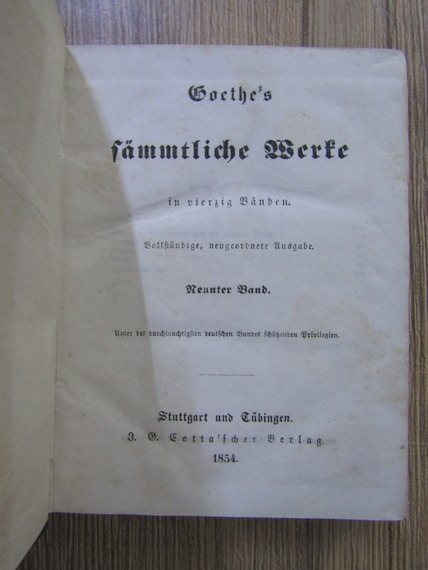 Goethe's
sämmtliche Werke
in vierzig Bänden.
Vollständige, neugeordnete Ausgabe.
Neunter Band.
Unter des durchlauchtigsten deutschen Bundes schützenden Privilegien.
Stuttgart und Tübingen.
J. G. Cotta'scher Verlag
1854.